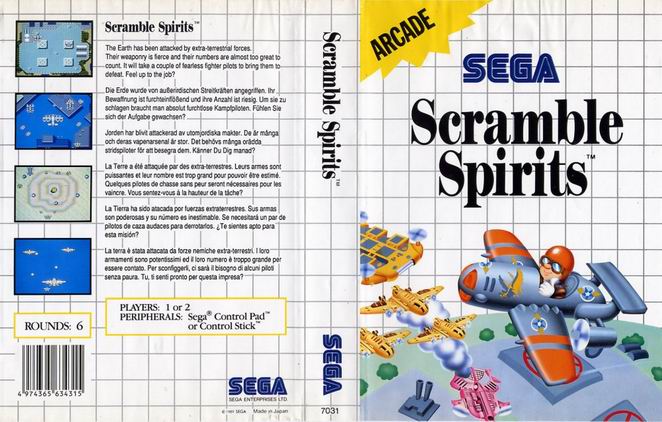 Scramble Spirits™
The Earth has been attacked by extra-terrestrial forces.
Their weaponry is fierce and their numbers are almost too great to
count. It will take a couple of fearless fighter pilots to bring them to
defeat. Feel up to the job?
Die Erde wurde von außerirdischen Streitkräften angegriffen. Ihr
Bewaffnung ist furchteinflößend und ihre Anzahl ist riesig. Um sie zu
schlagen braucht man absolut furchtlose Kampfpiloten. Fühlen Sie
sich der Aufgabe gewachsen?
Jorden har blivit attackerad av utomjordiska makter. De är många
och deras vapenarsenal är stor. Det behövs många orädda
stridspiloter för att besegra dem. Känner Du Dig manad?
La Terre a été attaquée par des extra-terrestres. Leurs armes sont
puissantes et leur nombre est trop grand pour pouvoir être estimé.
Quelques pilotes de chasse sans peur seront nécessaires pour les
vaincre. Vous sentez-vous à la hauteur de la tâche?
La Tierra ha sido atacada por fuerzas extraterrestres. Sus armas
son poderosas y su número es inestimable. Se necesitará un par de
pilotos de caza audaces para derrotarlos. ¿Te sientes apto para
esta misión?
La terra è stata attacata da forze nemiche extra-terrestri. I loro
armamenti sono potentissimi ed il loro numero è troppo grande per
essere contato. Per sconfiggerli, ci sarà il bisogno di alcuni piloti
senza paura. Tu, ti senti pronto per questa impresa?
PLAYERS: 1 or 2
PERIPHERALS: Sega® Control Pad™
or Control Stick™
ROUNDS: 6
4 974365 634315
SEGA
SEGA ENTERPRISES LTD.
© 1989 SEGA Made in Japan
Scramble Spirits™
SEGA
7031
ARCADE
SEGA
Scramble
Spirits™